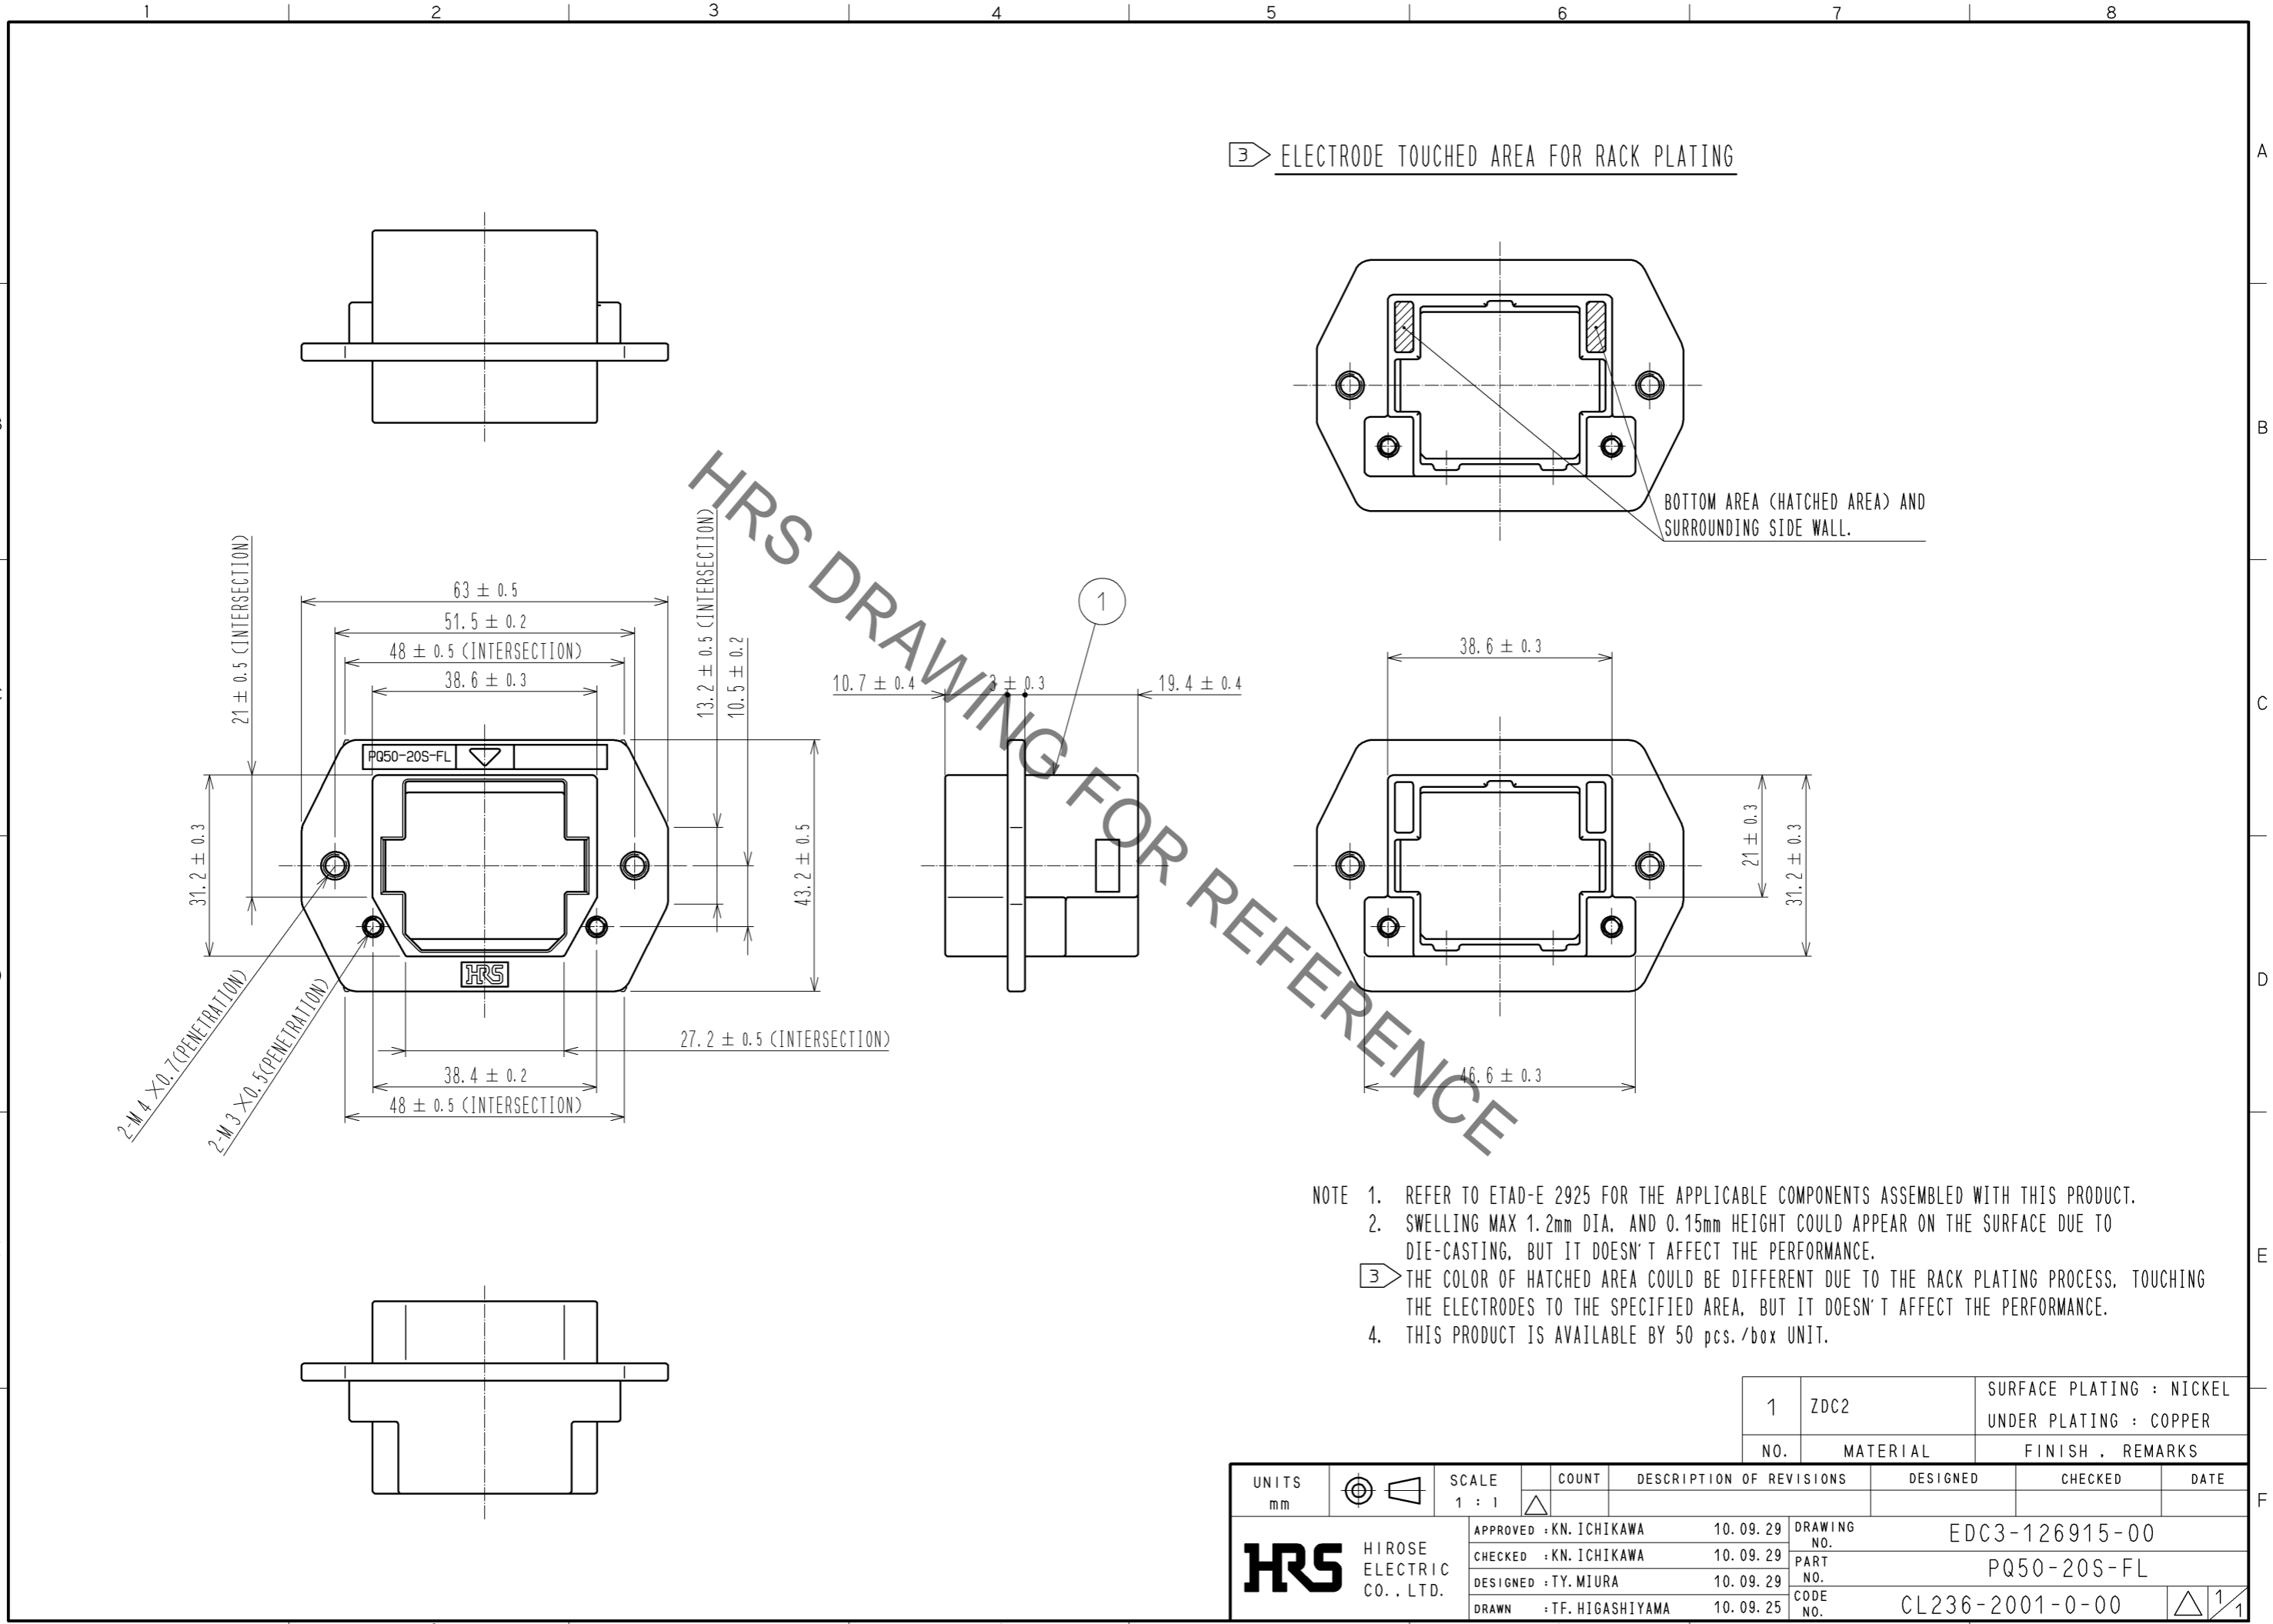 1 2 3 4 5 6 7 8
A
B
C
D
E
F
3 ELECTRODE TOUCHED AREA FOR RACK PLATING
BOTTOM AREA (HATCHED AREA) AND
SURROUNDING SIDE WALL.
HRS DRAWING FOR REFERENCE
63 ± 0.5
51.5 ± 0.2
48 ± 0.5 (INTERSECTION)
38.6 ± 0.3
21 ± 0.5 (INTERSECTION)
13.2 ± 0.5 (INTERSECTION)
10.5 ± 0.2
31.2 ± 0.3
43.2 ± 0.5
PQ50-20S-FL
HRS
2-M4×0.7(PENETRATION)
2-M3×0.5(PENETRATION)
27.2 ± 0.5 (INTERSECTION)
38.4 ± 0.2
48 ± 0.5 (INTERSECTION)
1
10.7 ± 0.4
3 ± 0.3
19.4 ± 0.4
38.6 ± 0.3
21 ± 0.3
31.2 ± 0.3
46.6 ± 0.3
NOTE 1. REFER TO ETAD-E 2925 FOR THE APPLICABLE COMPONENTS ASSEMBLED WITH THIS PRODUCT.
2. SWELLING MAX 1.2mm DIA. AND 0.15mm HEIGHT COULD APPEAR ON THE SURFACE DUE TO
DIE-CASTING, BUT IT DOESN'T AFFECT THE PERFORMANCE.
3 THE COLOR OF HATCHED AREA COULD BE DIFFERENT DUE TO THE RACK PLATING PROCESS, TOUCHING
THE ELECTRODES TO THE SPECIFIED AREA, BUT IT DOESN'T AFFECT THE PERFORMANCE.
4. THIS PRODUCT IS AVAILABLE BY 50 pcs./box UNIT.
1 ZDC2 SURFACE PLATING : NICKEL
UNDER PLATING : COPPER
NO. MATERIAL FINISH , REMARKS
UNITS
mm
SCALE
1 : 1
COUNT DESCRIPTION OF REVISIONS DESIGNED CHECKED DATE
HRS
HIROSE
ELECTRIC
CO., LTD.
APPROVED : KN. ICHIKAWA 10.09.29
CHECKED : KN. ICHIKAWA 10.09.29
DESIGNED : TY. MIURA 10.09.29
DRAWN : TF. HIGASHIYAMA 10.09.25
DRAWING NO. EDC3-126915-00
PART NO. PQ50-20S-FL
CODE NO. CL236-2001-0-00
1/1